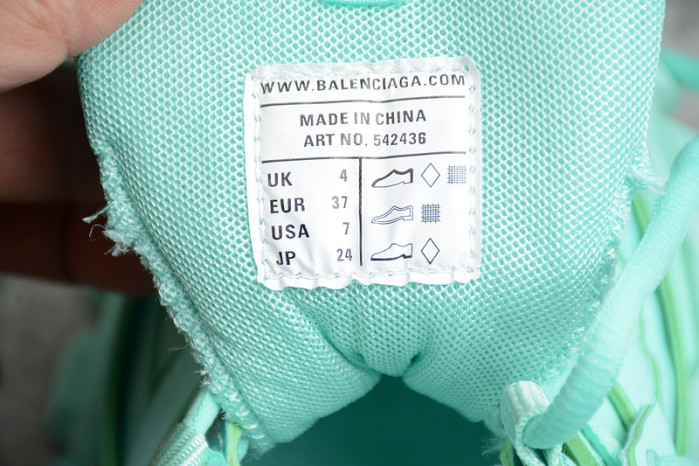 WWW.BALENCIAGA.COM
MADE IN CHINA
ART NO. 542436
UK 4
EUR 37
USA 7
JP 24